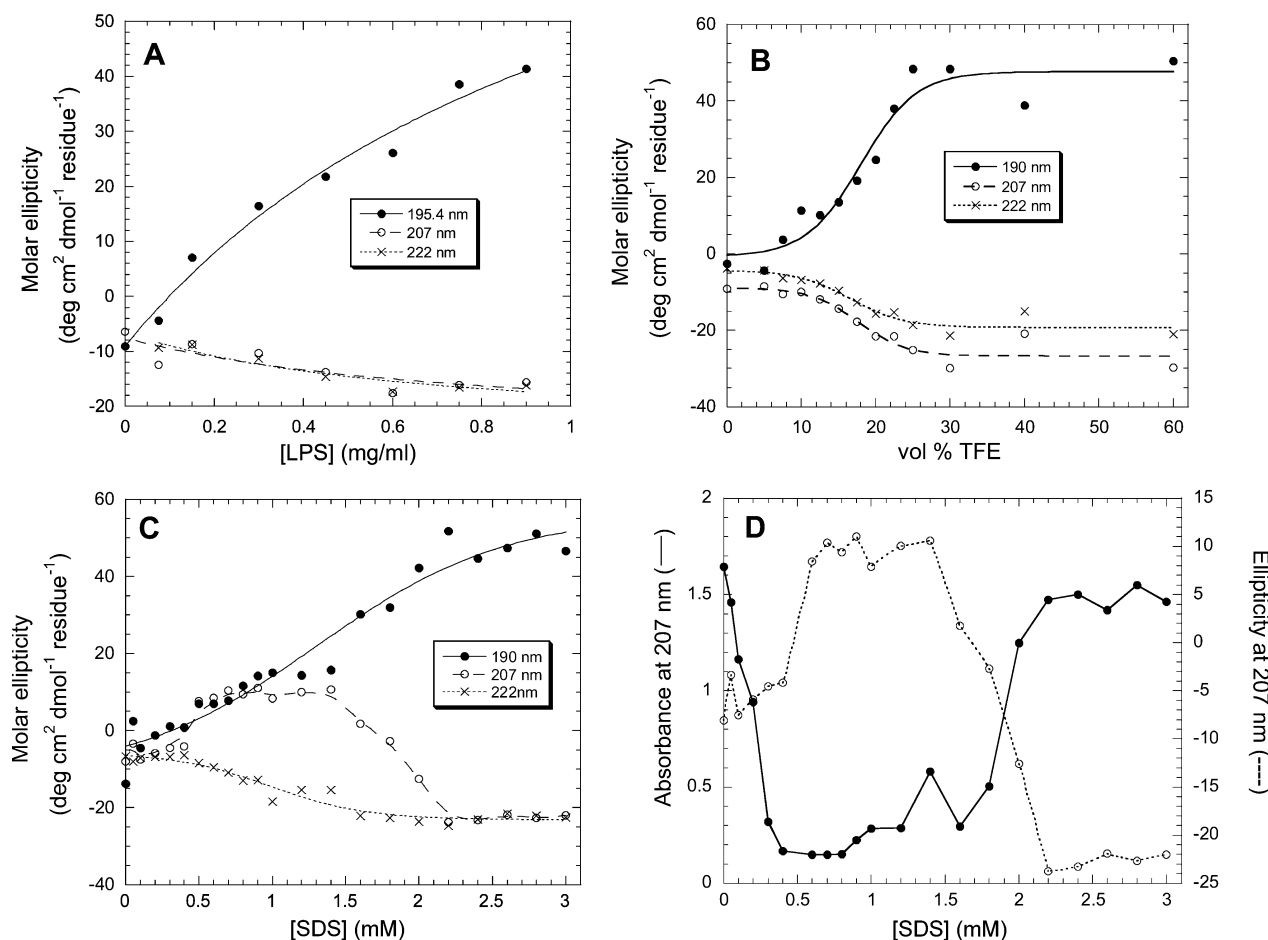 A
50
40
30
20
10
0
-10
-20
0
0.2
0.4
0.6
0.8
1
[LPS] (mg/ml)
Molar ellipticity
(deg cm² dmol⁻¹ residue⁻¹)
195.4 nm
207 nm
222 nm
B
60
40
20
0
-20
-40
0
10
20
30
40
50
60
vol % TFE
Molar ellipticity
(deg cm² dmol⁻¹ residue⁻¹)
190 nm
207 nm
222 nm
C
60
40
20
0
-20
-40
0
0.5
1
1.5
2
2.5
3
[SDS] (mM)
Molar ellipticity
(deg cm² dmol⁻¹ residue⁻¹)
190 nm
207 nm
222nm
D
2
1.5
1
0.5
0
15
10
5
0
-5
-10
-15
-20
-25
0
0.5
1
1.5
2
2.5
3
[SDS] (mM)
Absorbance at 207 nm (——)
Ellipticity at 207 nm (----)